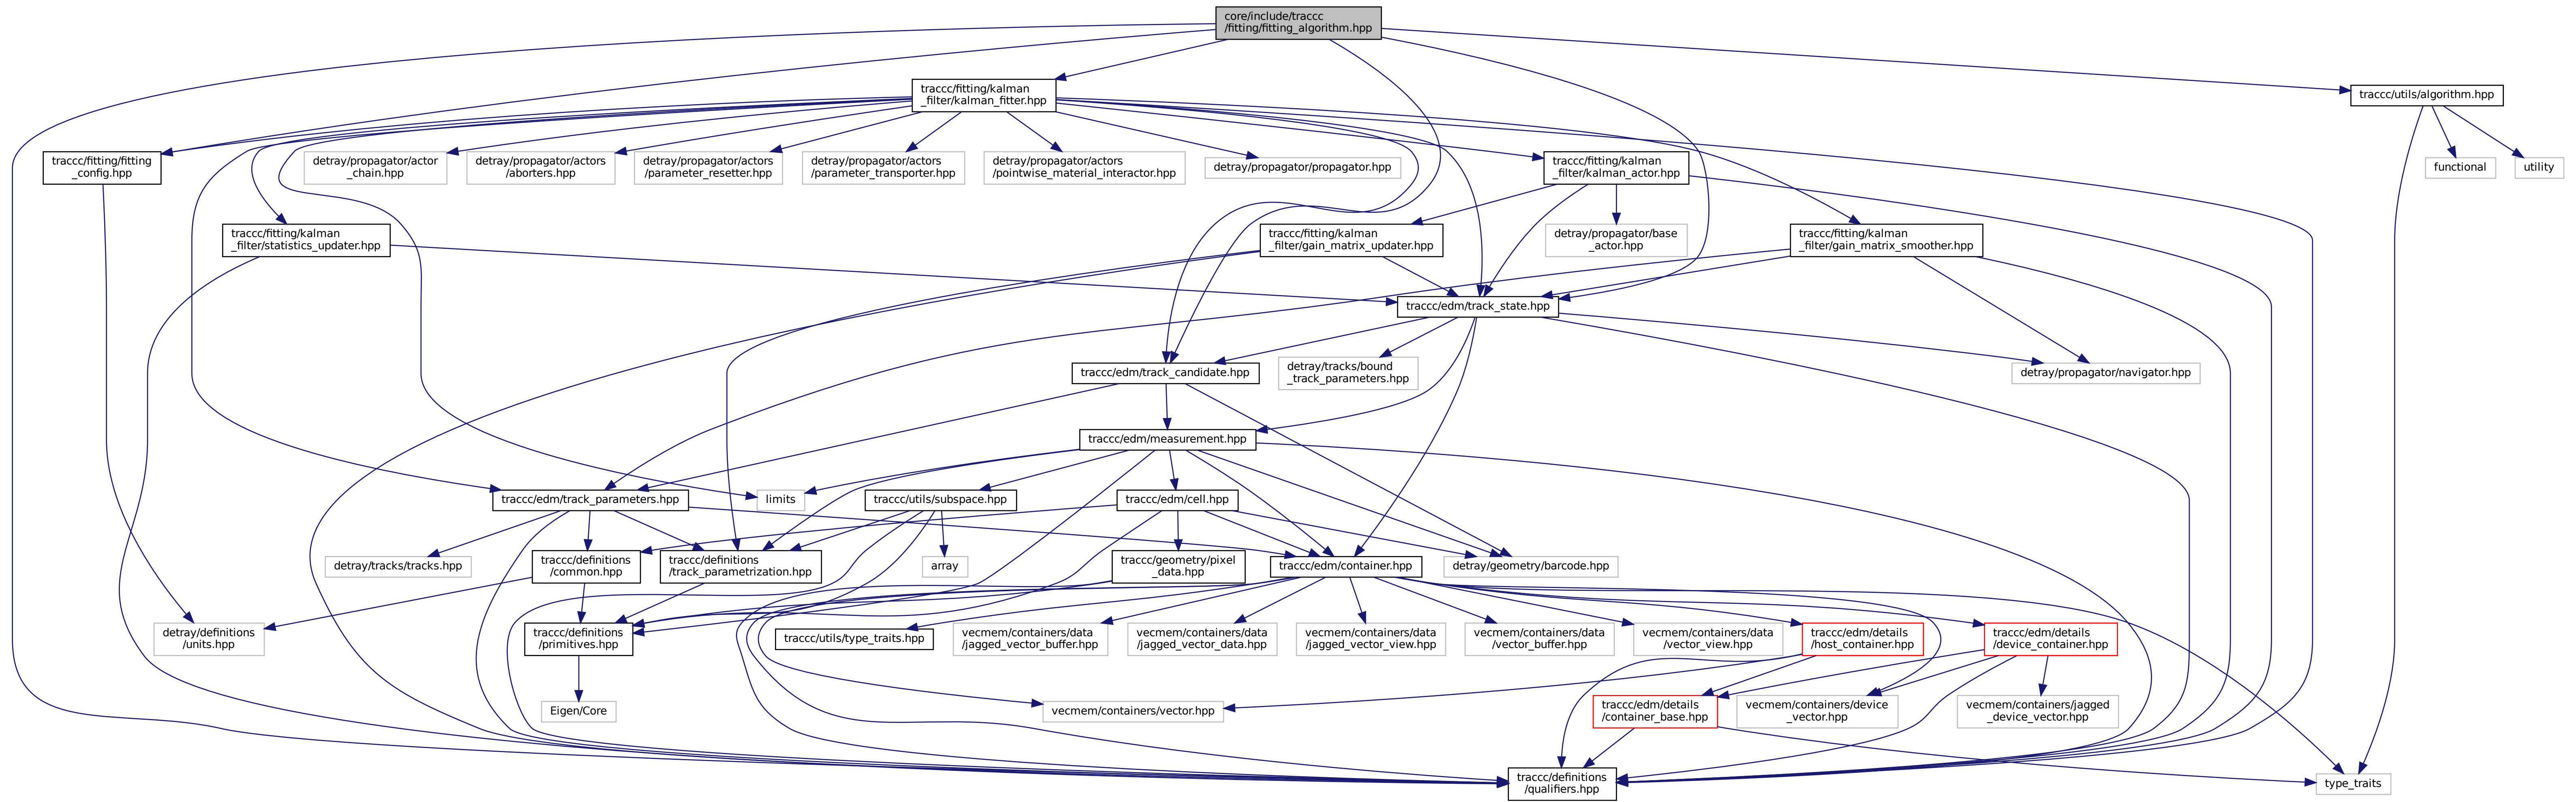 core/include/traccc
/fitting/fitting_algorithm.hpp
traccc/fitting/kalman
_filter/kalman_fitter.hpp
traccc/utils/algorithm.hpp
traccc/fitting/fitting
_config.hpp
detray/propagator/actor
_chain.hpp
detray/propagator/actors
/aborters.hpp
detray/propagator/actors
/parameter_resetter.hpp
detray/propagator/actors
/parameter_transporter.hpp
detray/propagator/actors
/pointwise_material_interactor.hpp
detray/propagator/propagator.hpp
traccc/fitting/kalman
_filter/kalman_actor.hpp
functional
utility
traccc/fitting/kalman
_filter/statistics_updater.hpp
traccc/fitting/kalman
_filter/gain_matrix_updater.hpp
detray/propagator/base
_actor.hpp
traccc/fitting/kalman
_filter/gain_matrix_smoother.hpp
traccc/edm/track_state.hpp
traccc/edm/track_candidate.hpp
detray/tracks/bound
_track_parameters.hpp
detray/propagator/navigator.hpp
traccc/edm/measurement.hpp
traccc/edm/track_parameters.hpp
limits
traccc/utils/subspace.hpp
traccc/edm/cell.hpp
detray/tracks/tracks.hpp
traccc/definitions
/common.hpp
traccc/definitions
/track_parametrization.hpp
array
traccc/geometry/pixel
_data.hpp
traccc/edm/container.hpp
detray/geometry/barcode.hpp
detray/definitions
/units.hpp
traccc/definitions
/primitives.hpp
traccc/utils/type_traits.hpp
vecmem/containers/data
/jagged_vector_buffer.hpp
vecmem/containers/data
/jagged_vector_data.hpp
vecmem/containers/data
/jagged_vector_view.hpp
vecmem/containers/data
/vector_buffer.hpp
vecmem/containers/data
/vector_view.hpp
traccc/edm/details
/host_container.hpp
traccc/edm/details
/device_container.hpp
Eigen/Core
vecmem/containers/vector.hpp
traccc/edm/details
/container_base.hpp
vecmem/containers/device
_vector.hpp
vecmem/containers/jagged
_device_vector.hpp
traccc/definitions
/qualifiers.hpp
type_traits